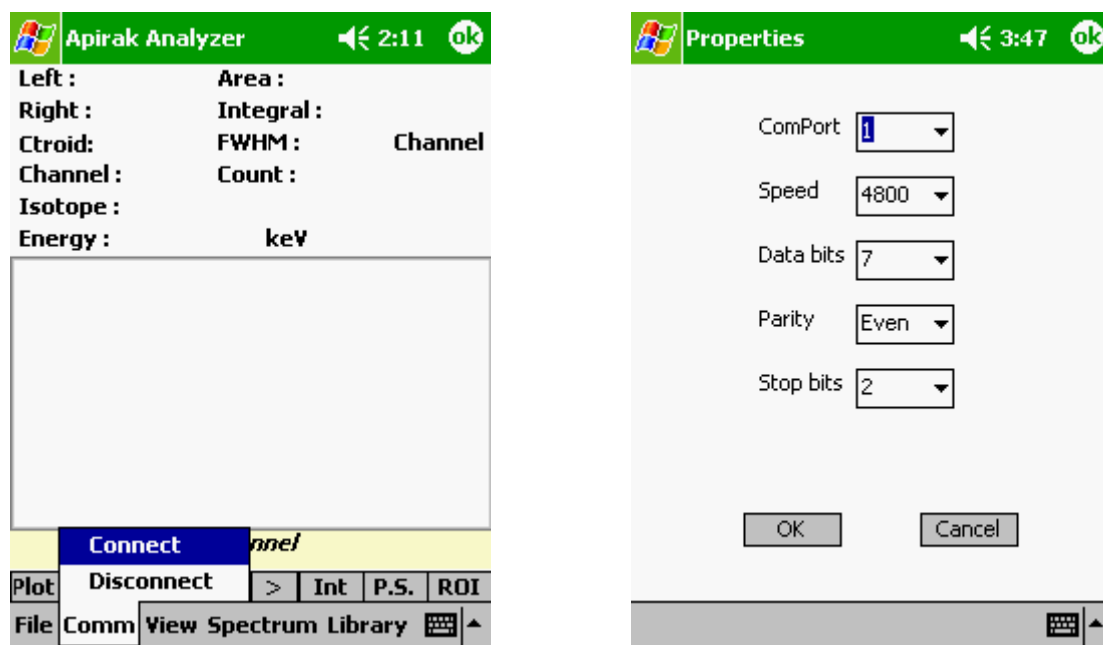 Apirak Analyzer 2:11 ok
Left : Area :
Right : Integral :
Ctroid: FWHM : Channel
Channel : Count :
Isotope :
Energy : keV
Connect nnel
Plot Disconnect > Int P.S. ROI
File Comm View Spectrum Library
Properties 3:47 ok
ComPort 1
Speed 4800
Data bits 7
Parity Even
Stop bits 2
OK Cancel